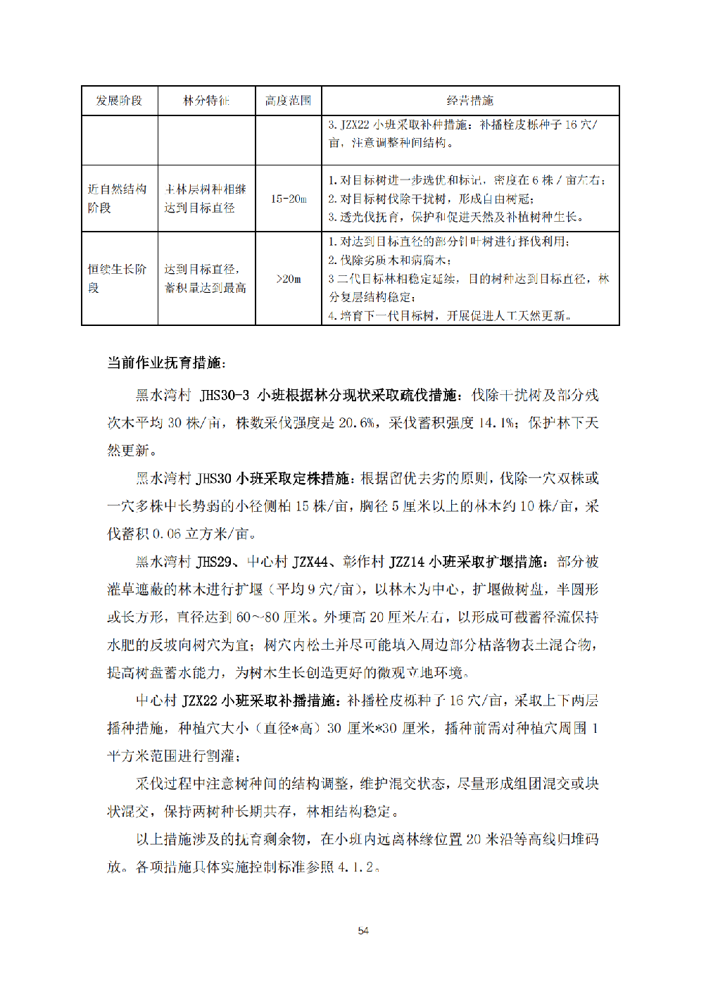 发展阶段 林分特征 高度范围 经营措施
3.JZX22 小班采取补种措施：补播栓皮栎种子 16 穴/
亩，注意调整种间结构。
近自然结构
阶段
主林层树种相继
达到目标直径
15-20m
1.对目标树进一步选优和标记，密度在 6 株／亩左右；
2.对目标树伐除干扰树，形成自由树冠；
3.透光伐抚育，保护和促进天然及补植树种生长。
恒续生长阶
段
达到目标直径，
蓄积量达到最高
>20m
1.对达到目标直径的部分针叶树进行择伐利用；
2.伐除劣质木和病腐木；
3 二代目标林相稳定延续，目的树种达到目标直径，林
分复层结构稳定；
4.培育下一代目标树，开展促进人工天然更新。
当前作业抚育措施：
黑水湾村 JHS30-3 小班根据林分现状采取疏伐措施：伐除干扰树及部分残
次木平均 30 株/亩，株数采伐强度是 20.6%，采伐蓄积强度 14.1%；保护林下天
然更新。
黑水湾村 JHS30 小班采取定株措施：根据留优去劣的原则，伐除一穴双株或
一穴多株中长势弱的小径侧柏 15 株/亩，胸径 5 厘米以上的林木约 10 株/亩，采
伐蓄积 0.06 立方米/亩。
黑水湾村 JHS29、中心村 JZX44、彰作村 JZZ14 小班采取扩堰措施：部分被
灌草遮蔽的林木进行扩堰（平均 9 穴/亩），以林木为中心，扩堰做树盘，半圆形
或长方形，直径达到 60～80 厘米。外埂高 20 厘米左右，以形成可截蓄径流保持
水肥的反坡向树穴为宜；树穴内松土并尽可能填入周边部分枯落物表土混合物，
提高树盘蓄水能力，为树木生长创造更好的微观立地环境。
中心村 JZX22 小班采取补播措施：补播栓皮栎种子 16 穴/亩，采取上下两层
播种措施，种植穴大小（直径*高）30 厘米*30 厘米，播种前需对种植穴周围 1
平方米范围进行割灌；
采伐过程中注意树种间的结构调整，维护混交状态，尽量形成组团混交或块
状混交，保持两树种长期共存，林相结构稳定。
以上措施涉及的抚育剩余物，在小班内远离林缘位置 20 米沿等高线归堆码
放。各项措施具体实施控制标准参照 4.1.2。
54